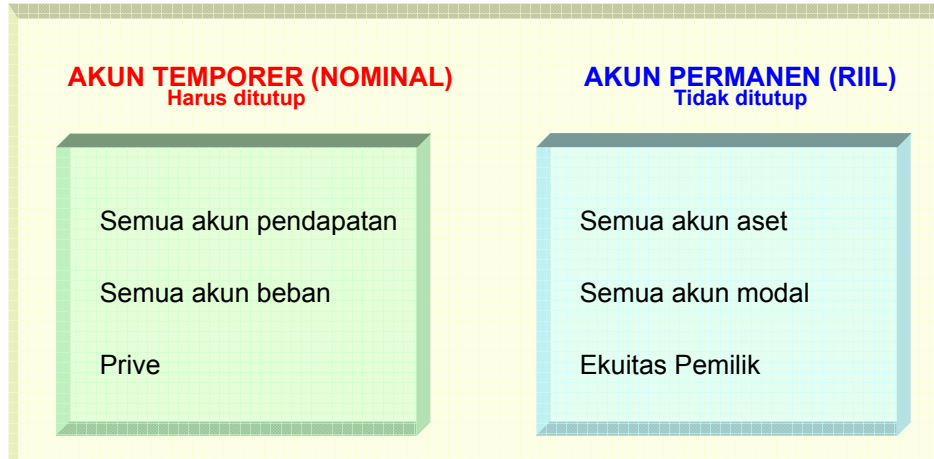 AKUN TEMPORER (NOMINAL)
Harus ditutup
Semua akun pendapatan
Semua akun beban
Prive
AKUN PERMANEN (RIIL)
Tidak ditutup
Semua akun aset
Semua akun modal
Ekuitas Pemilik